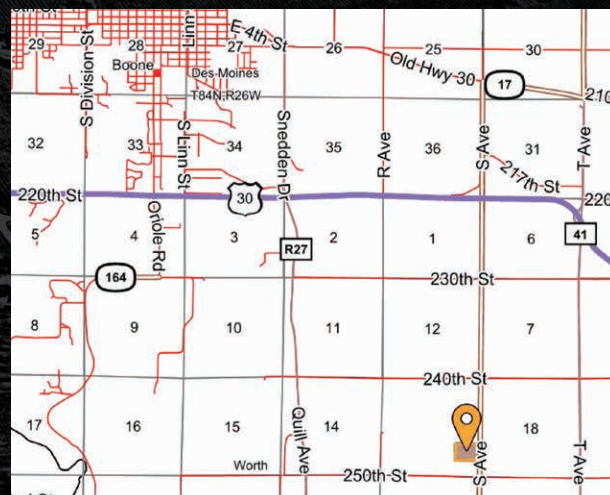 E 4th St
29
28
27
26
25
30
S Division St
Linn
Boone
Des Moines
T84N,R26W
Old Hwy 30
17
210
32
33
34
35
36
31
S Linn St
Snedden Dr
R Ave
S Ave
T Ave
217th St
220th St
30
220
41
5
4
3
2
1
6
Oriole Rd
R27
164
230th St
8
9
10
11
12
7
240th St
17
16
15
14
18
Quill Ave
S Ave
T Ave
Worth
250th St